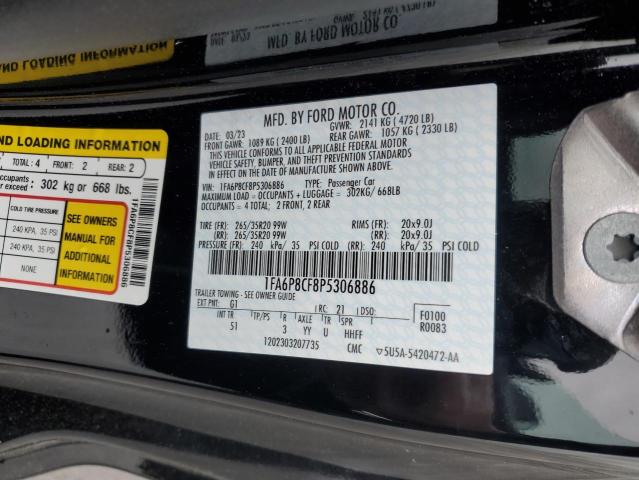 MFD. BY FORD MOTOR CO.
03/23 GVWR: 2141 KG ( 4720 LB)
FRONT GAWR: 1089 KG ( 2400 LB) REAR GAWR: 1057 KG ( 2330 LB)
THIS VEHICLE CONFORMS TO ALL APPLICABLE FEDERAL MOTOR
VEHICLE SAFETY, BUMPER, AND THEFT PREVENTION STANDARDS IN
EFFECT ON THE DATE OF MANUFACTURE SHOWN ABOVE.
VIN: 1FA6P8CF8P5306886 TYPE: Passenger Car
MAXIMUM LOAD = OCCUPANTS + LUGGAGE = 302KG/ 668LB
OCCUPANTS = 4 TOTAL; 2 FRONT, 2 REAR
TIRE (FR): 265/35R20 99W RIMS (FR): 20x9.0J
(RR): 265/35R20 99W (RR): 20x9.0J
PRESSURE (FR): 240 kPa/ 35 PSI COLD (RR): 240 kPa/ 35 PSI COLD
1FA6P8CF8P5306886
TRAILER TOWING - SEE OWNER GUIDE
EXT PNT: G1 RC: 21 DSO: F0100
INT TR TP/PS R AXLE TR SPR R0083
51 3 YY U HHFF
1202303207735 CMC 5U5A-5420472-AA
AND LOADING INFORMATION
TOTAL: 4 FRONT: 2 REAR: 2
302 kg or 668 lbs.
COLD TIRE PRESSURE
240 KPA, 35 PSI
240 KPA, 35 PSI
NONE
SEE OWNERS
MANUAL FOR
ADDITIONAL
INFORMATION
1FA6P8CF8P5306886
AND LOADING INFORMATION
MFD. BY FORD MOTOR CO.